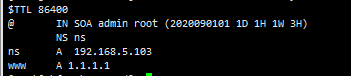 $TTL 86400
@ IN SOA admin root (2020090101 1D 1H 1W 3H)
NS ns
ns A 192.168.5.103
www A 1.1.1.1